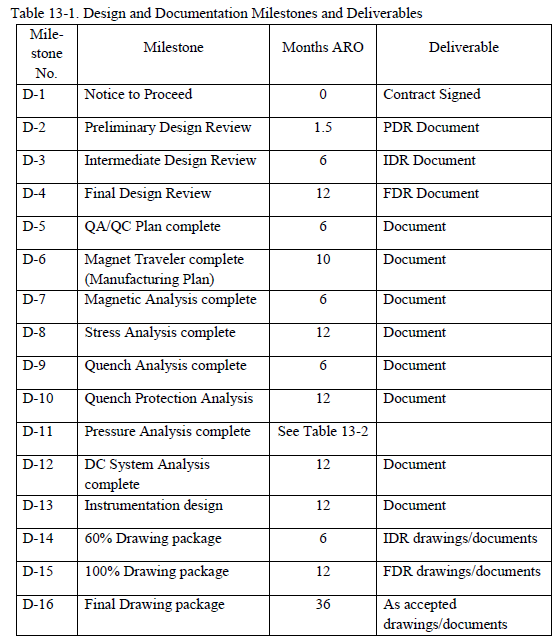 Table 13-1. Design and Documentation Milestones and Deliverables
Mile-
stone
No.
Milestone
Months ARO
Deliverable
D-1 Notice to Proceed 0 Contract Signed
D-2 Preliminary Design Review 1.5 PDR Document
D-3 Intermediate Design Review 6 IDR Document
D-4 Final Design Review 12 FDR Document
D-5 QA/QC Plan complete 6 Document
D-6 Magnet Traveler complete 10 Document
(Manufacturing Plan)
D-7 Magnetic Analysis complete 6 Document
D-8 Stress Analysis complete 12 Document
D-9 Quench Analysis complete 6 Document
D-10 Quench Protection Analysis 12 Document
D-11 Pressure Analysis complete See Table 13-2
D-12 DC System Analysis 12 Document
complete
D-13 Instrumentation design 12 Document
D-14 60% Drawing package 6 IDR drawings/documents
D-15 100% Drawing package 12 FDR drawings/documents
D-16 Final Drawing package 36 As accepted
drawings/documents